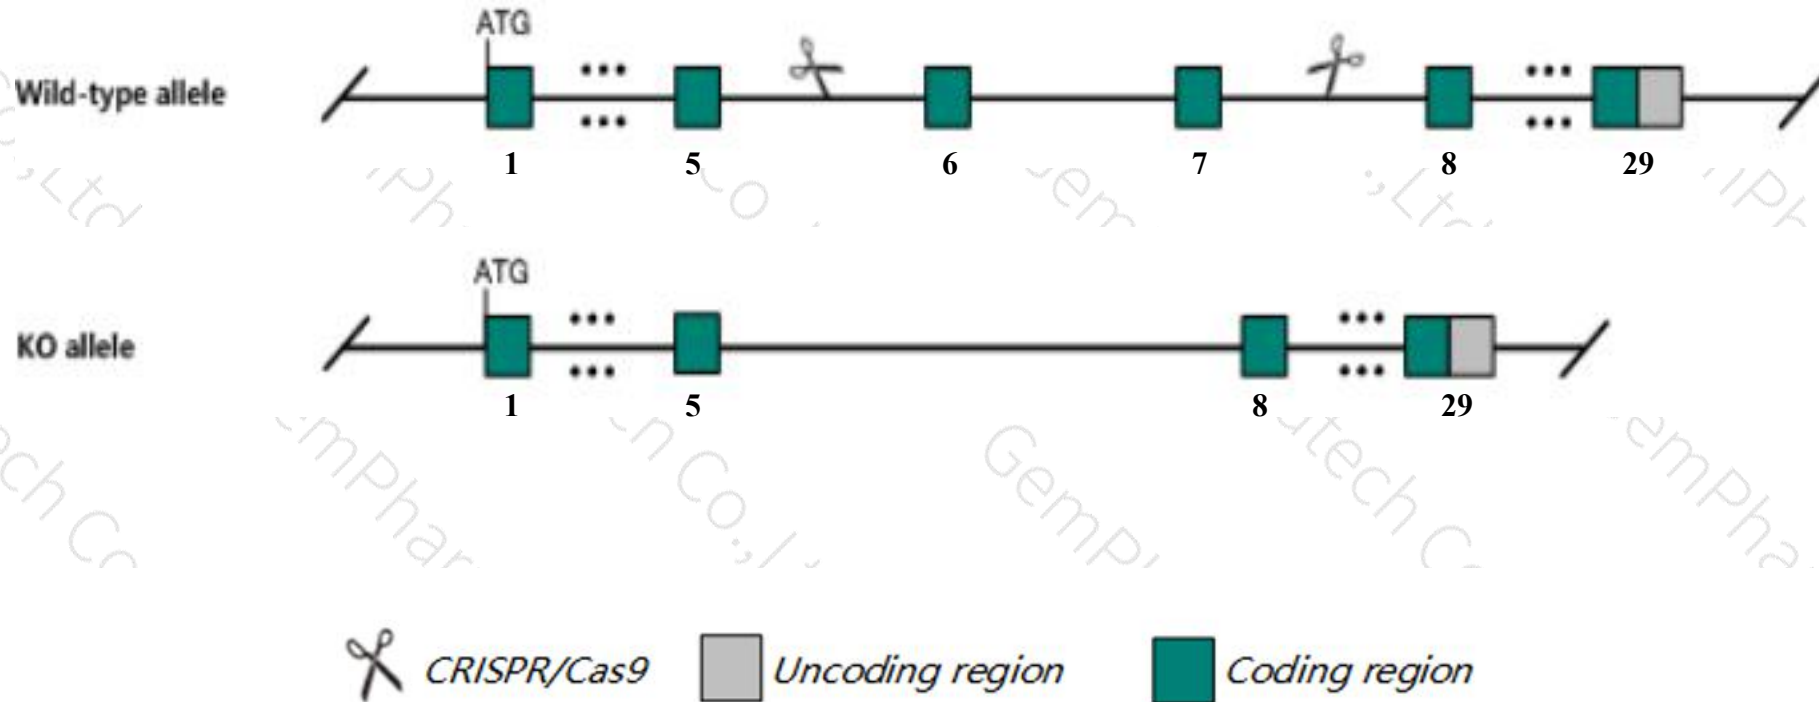 ATG
Wild-type allele
1 5 6 7 8 29
ATG
KO allele
1 5 8 29
CRISPR/Cas9 Uncoding region Coding region